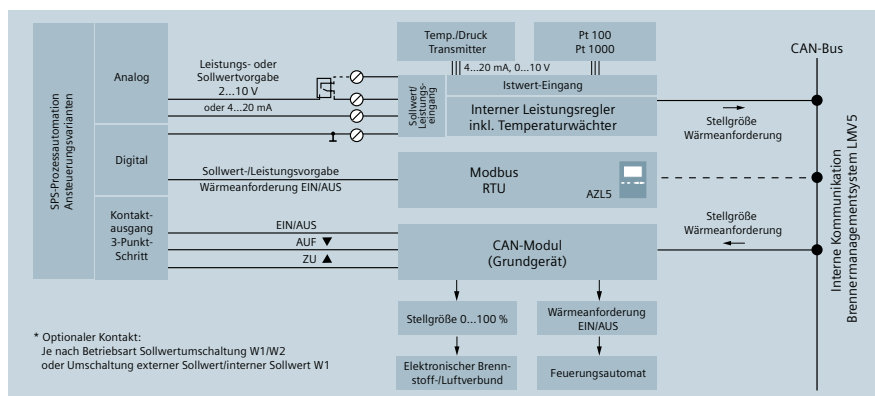 SPS-Prozessautomation
Ansteuerungsvarianten
Analog
Digital
Kontakt-
ausgang
3-Punkt-
Schritt
Leistungs- oder
Sollwertvorgabe
2...10 V
oder 4...20 mA
Sollwert-/Leistungsvorgabe
Wärmeanforderung EIN/AUS
EIN/AUS
AUF
ZU
Temp./Druck
Transmitter
Pt 100
Pt 1000
4...20 mA, 0...10 V
Sollwert/
Leistungs-
eingang
Istwert-Eingang
Interner Leistungsregler
inkl. Temperaturwächter
Modbus
RTU
AZL5
CAN-Modul
(Grundgerät)
Stellgröße 0...100 %
Wärmeanforderung
EIN/AUS
Elektronischer Brenn-
stoff-/Luftverbund
Feuerungsautomat
CAN-Bus
Stellgröße
Wärmeanforderung
Stellgröße
Wärmeanforderung
Interne Kommunikation
Brennermanagementsystem LMV5
* Optionaler Kontakt:
Je nach Betriebsart Sollwertumschaltung W1/W2
oder Umschaltung externer Sollwert/interner Sollwert W1